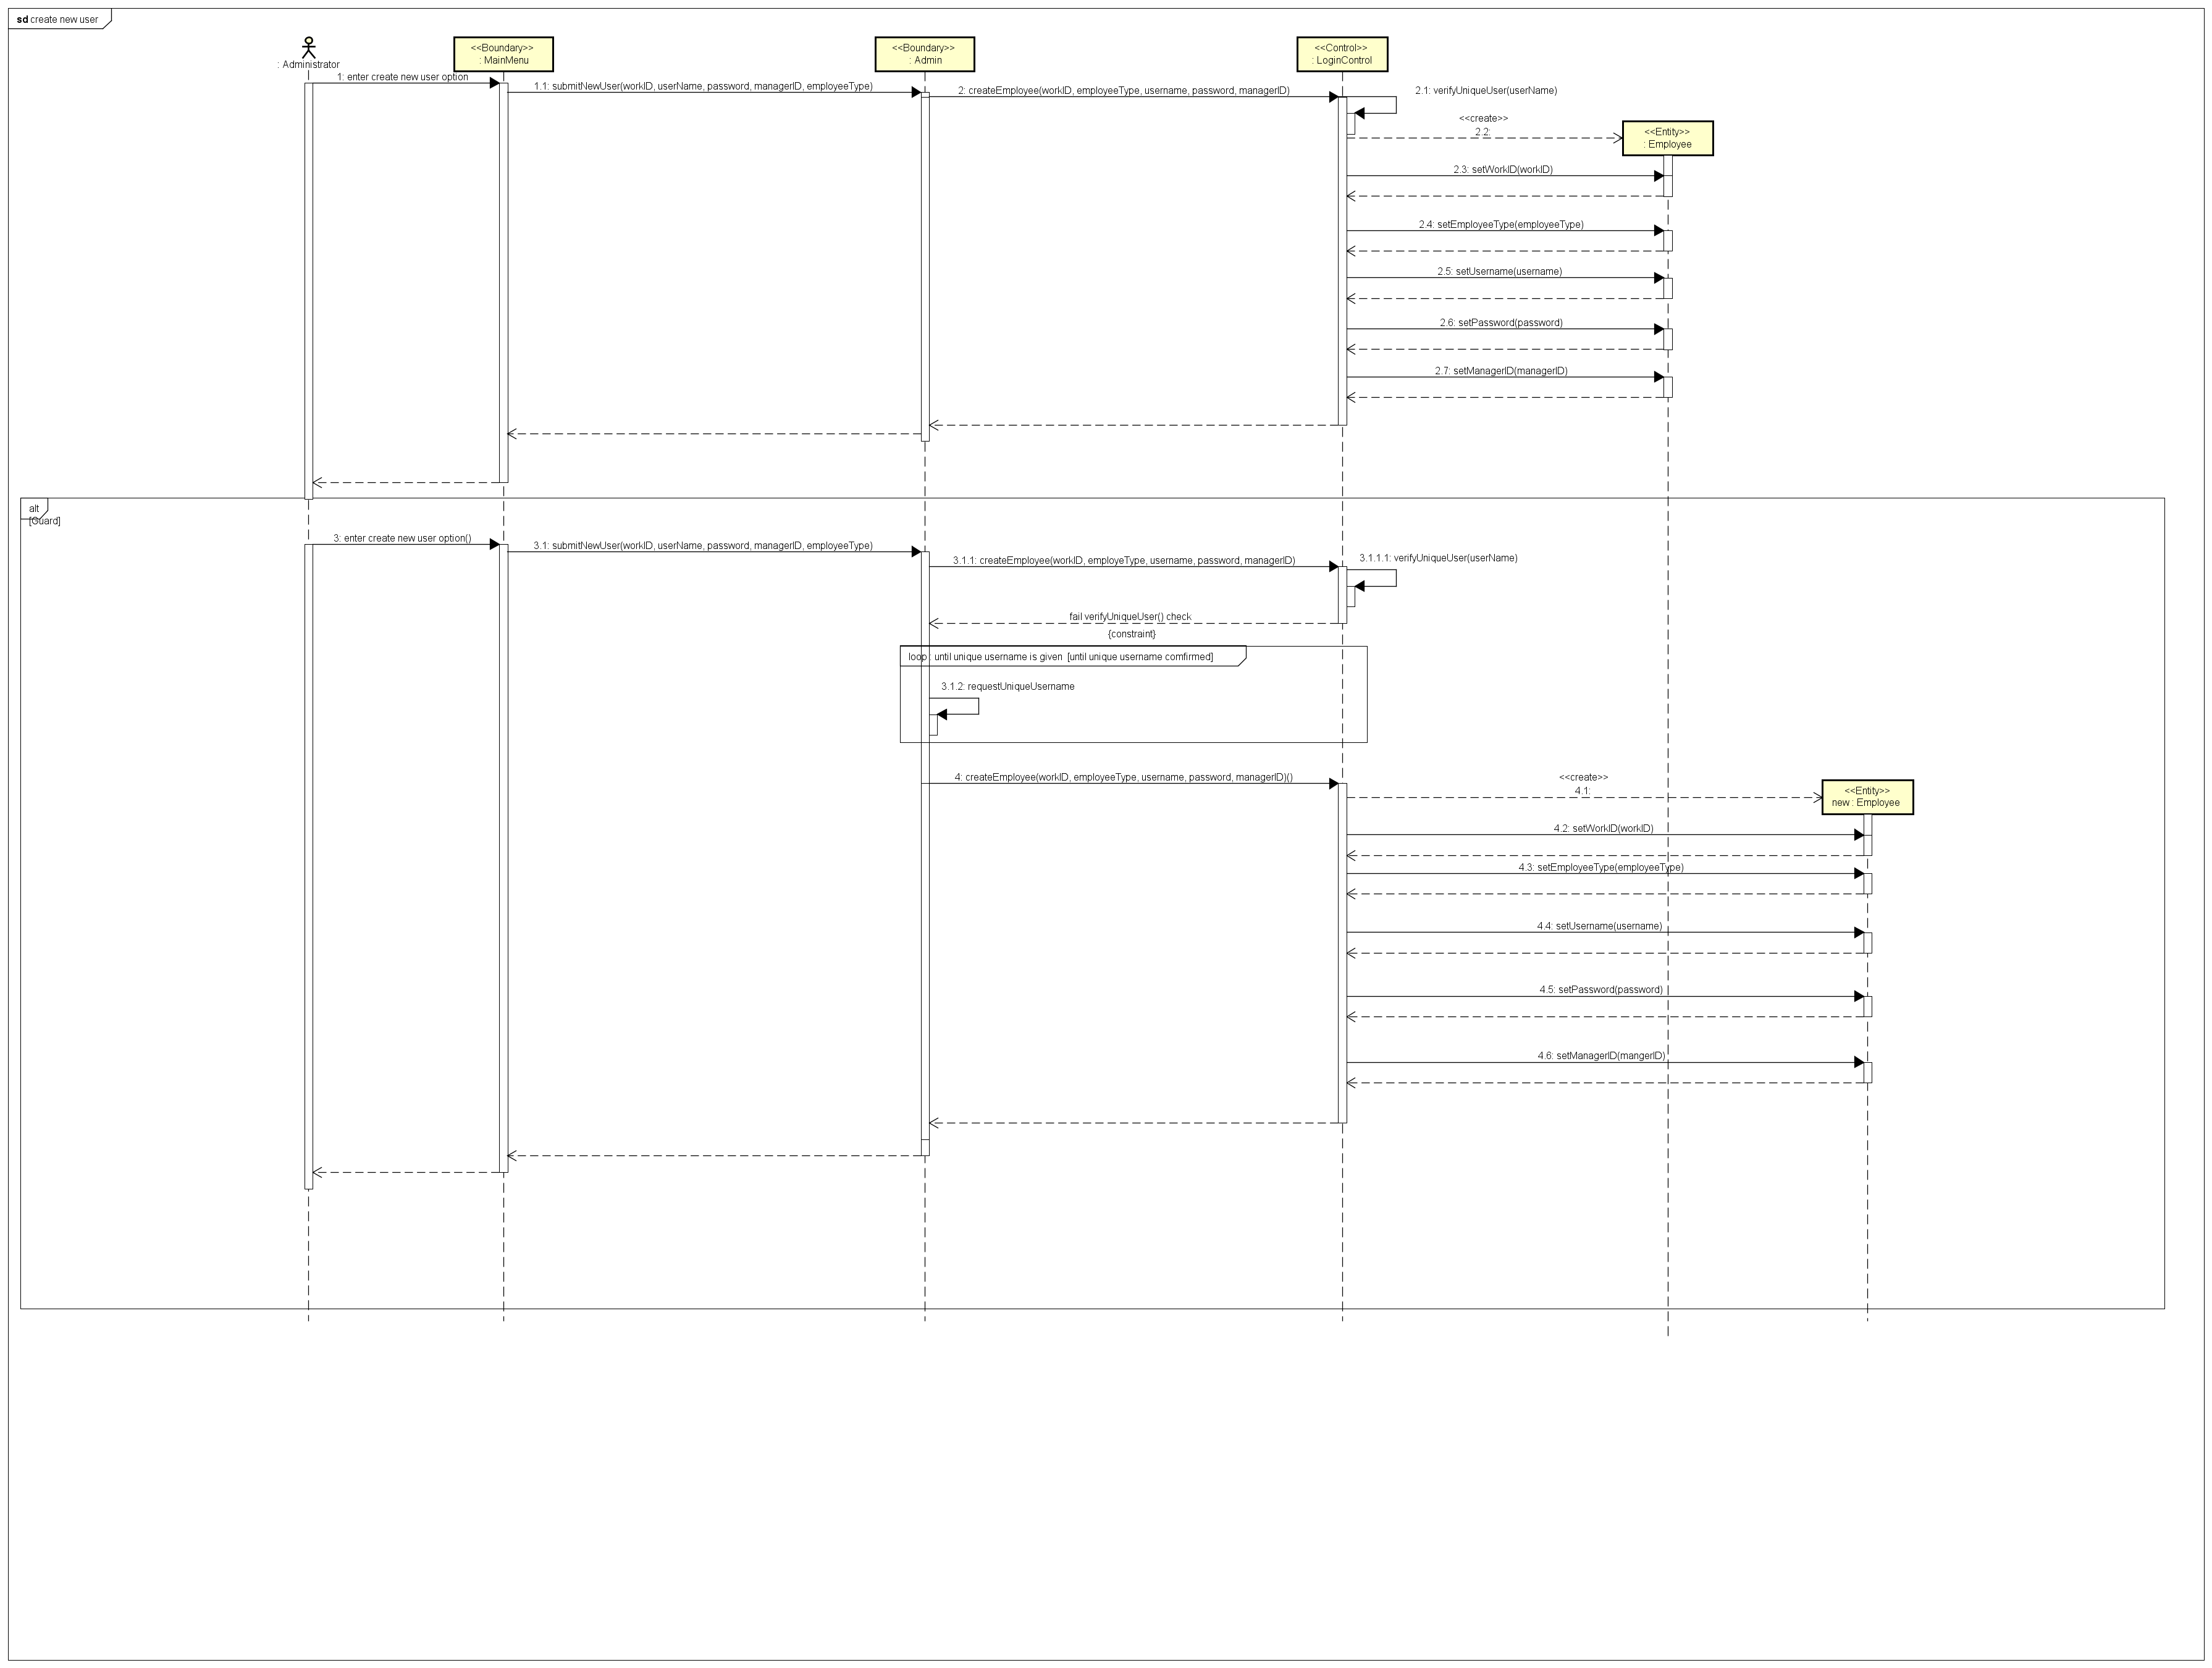 sd create new user
: Administrator
<<Boundary>>
: MainMenu
<<Boundary>>
: Admin
<<Control>>
: LoginControl
1: enter create new user option
1.1: submitNewUser(workID, userName, password, managerID, employeeType)
2: createEmployee(workID, employeeType, username, password, managerID)
2.1: verifyUniqueUser(userName)
<<create>>
2.2:
<<Entity>>
: Employee
2.3: setWorkID(workID)
2.4: setEmployeeType(employeeType)
2.5: setUsername(username)
2.6: setPassword(password)
2.7: setManagerID(managerID)
alt
[Guard]
3: enter create new user option()
3.1: submitNewUser(workID, userName, password, managerID, employeeType)
3.1.1: createEmployee(workID, employeType, username, password, managerID)
3.1.1.1: verifyUniqueUser(userName)
fail verifyUniqueUser() check
{constraint}
loop : until unique username is given [until unique username comfirmed]
3.1.2: requestUniqueUsername
4: createEmployee(workID, employeeType, username, password, managerID)()
<<create>>
4.1:
<<Entity>>
new : Employee
4.2: setWorkID(workID)
4.3: setEmployeeType(employeeType)
4.4: setUsername(username)
4.5: setPassword(password)
4.6: setManagerID(mangerID)